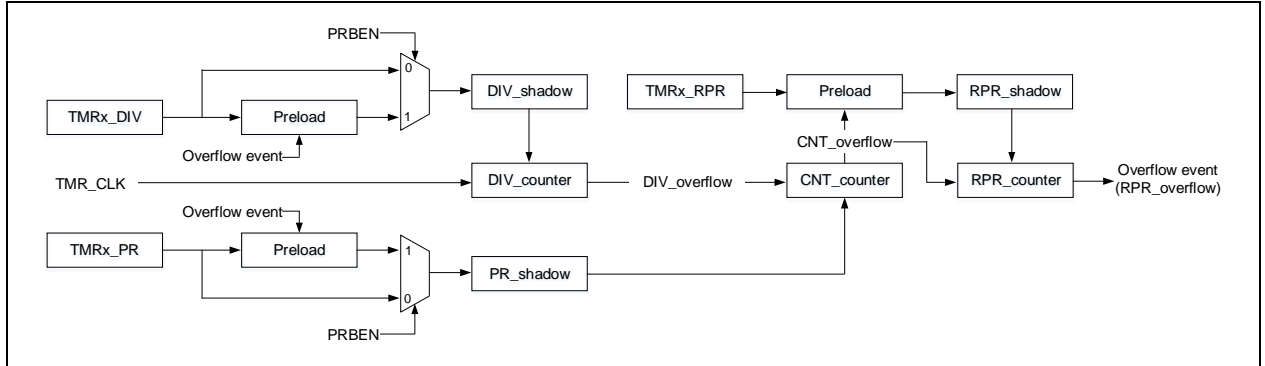 PRBEN
0
DIV_shadow
TMRx_RPR
Preload
RPR_shadow
TMRx_DIV
Preload
1
Overflow event
CNT_overflow
TMR_CLK
DIV_counter
DIV_overflow
CNT_counter
RPR_counter
Overflow event
(RPR_overflow)
Overflow event
TMRx_PR
Preload
1
PR_shadow
0
PRBEN